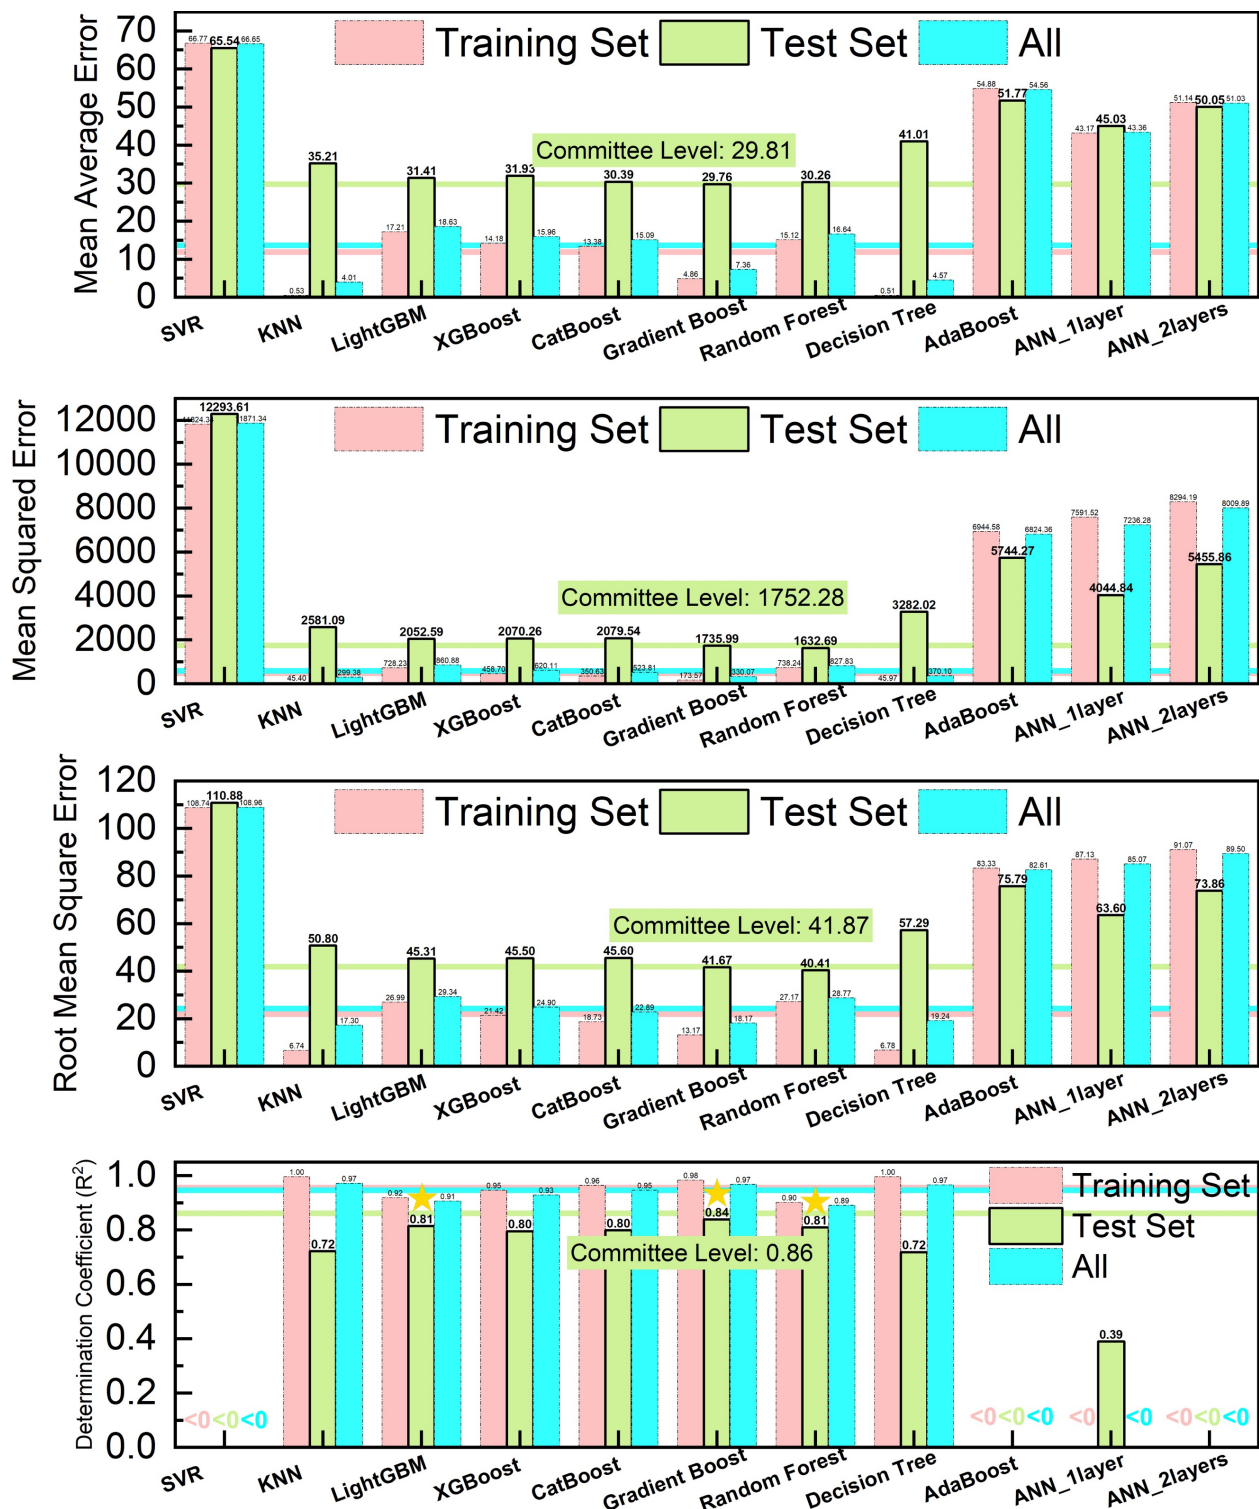 Mean Average Error
70
60
50
40
30
20
10
0
Training Set Test Set All
66.77 65.54 66.65
0.53 35.21 4.01
17.21 31.41 18.63
14.18 31.93 15.96
13.38 30.39 15.09
4.86 29.76 7.36
15.12 30.26 16.64
0.51 41.01 4.57
54.88 51.77 54.56
43.17 45.03 43.36
51.14 50.05 51.03
Committee Level: 29.81
SVR KNN LightGBM XGBoost CatBoost Gradient Boost Random Forest Decision Tree AdaBoost ANN_1layer ANN_2layers
Mean Squared Error
12000
10000
8000
6000
4000
2000
0
Training Set Test Set All
12293.61
45.40 2581.09 299.38
728.23 2052.59 860.88
458.70 2070.26 620.11
350.63 2079.54 523.81
173.57 1735.99 330.07
738.24 1632.69 827.83
45.97 3282.02 370.10
6944.58 5744.27 6824.36
7591.52 4044.84 7236.28
8294.19 5455.86 8009.89
Committee Level: 1752.28
SVR KNN LightGBM XGBoost CatBoost Gradient Boost Random Forest Decision Tree AdaBoost ANN_1layer ANN_2layers
Root Mean Square Error
120
100
80
60
40
20
0
Training Set Test Set All
108.74 110.88 108.96
6.74 50.80 17.30
26.99 45.31 29.34
21.42 45.50 24.90
18.73 45.60 22.89
13.17 41.67 18.17
27.17 40.41 28.77
6.78 57.29 19.24
83.33 75.79 82.61
87.13 63.60 85.07
91.07 73.86 89.50
Committee Level: 41.87
SVR KNN LightGBM XGBoost CatBoost Gradient Boost Random Forest Decision Tree AdaBoost ANN_1layer ANN_2layers
Determination Coefficient (R²)
1.0
0.8
0.6
0.4
0.2
0.0
Training Set
Test Set
All
<0 <0 <0
1.00 0.72 0.97
0.92 0.81 0.91
0.95 0.80 0.93
0.96 0.80 0.95
0.98 0.84 0.97
0.90 0.81 0.89
1.00 0.72 0.97
<0 <0 <0
<0 0.39 <0
<0 <0 <0
Committee Level: 0.86
SVR KNN LightGBM XGBoost CatBoost Gradient Boost Random Forest Decision Tree AdaBoost ANN_1layer ANN_2layers